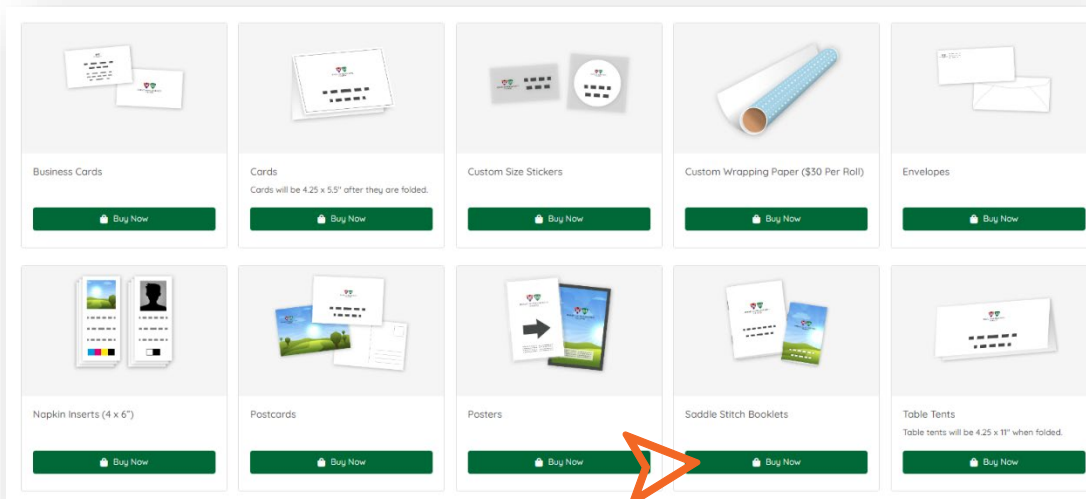 Business Cards
Buy Now
Cards
Cards will be 4.25 x 5.5" after they are folded.
Buy Now
Custom Size Stickers
Buy Now
Custom Wrapping Paper ($30 Per Roll)
Buy Now
Envelopes
Buy Now
Napkin Inserts (4 x 6")
Buy Now
Postcards
Buy Now
Posters
Buy Now
Saddle Stitch Booklets
Buy Now
Table Tents
Table tents will be 4.25 x 11" when folded.
Buy Now